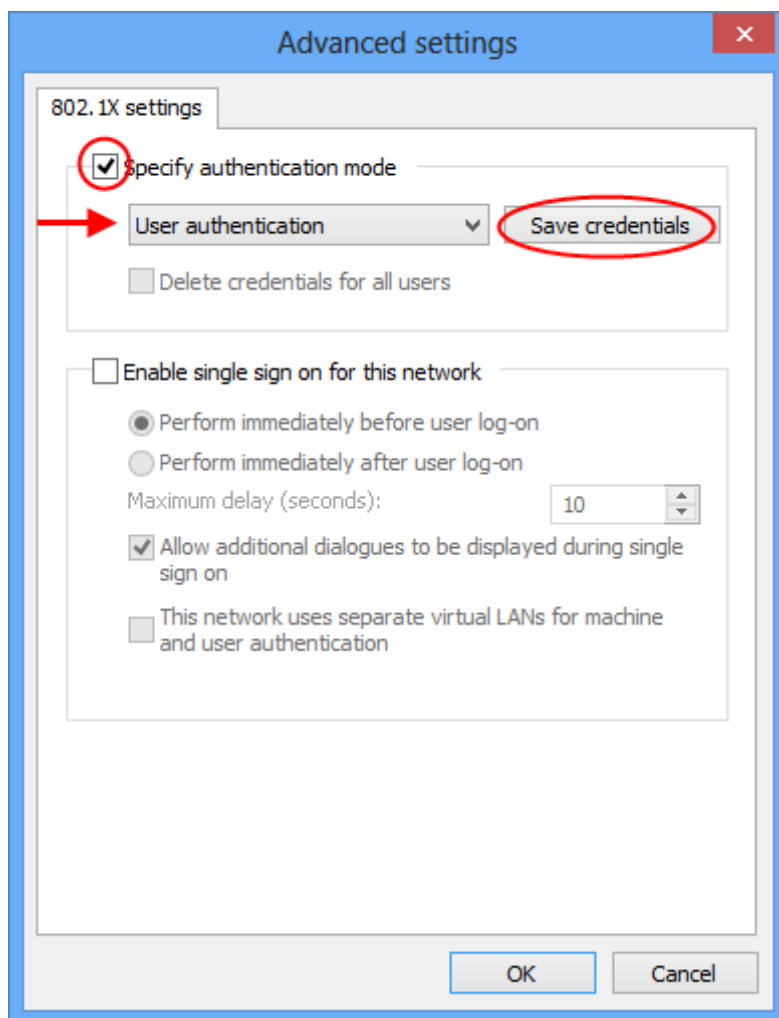 Advanced settings
802.1X settings
Specify authentication mode
User authentication
Save credentials
Delete credentials for all users
Enable single sign on for this network
Perform immediately before user log-on
Perform immediately after user log-on
Maximum delay (seconds):
10
Allow additional dialogues to be displayed during single
sign on
This network uses separate virtual LANs for machine
and user authentication
OK
Cancel